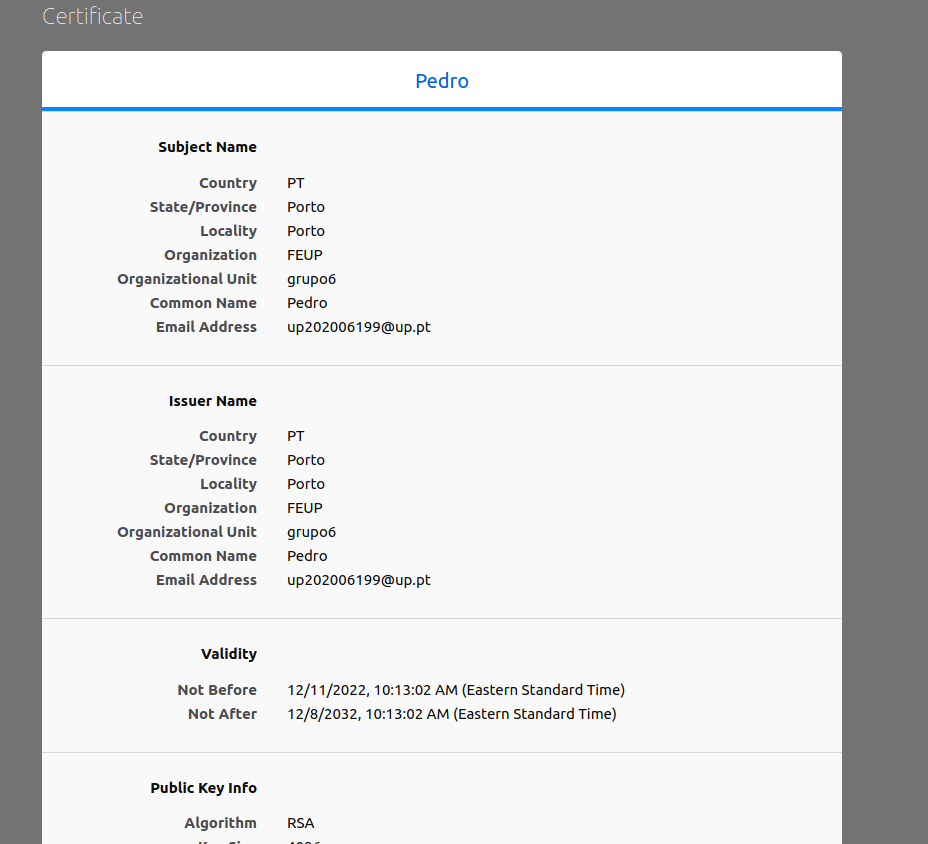 Certificate
Pedro
Subject Name
Country PT
State/Province Porto
Locality Porto
Organization FEUP
Organizational Unit grupo6
Common Name Pedro
Email Address up202006199@up.pt
Issuer Name
Country PT
State/Province Porto
Locality Porto
Organization FEUP
Organizational Unit grupo6
Common Name Pedro
Email Address up202006199@up.pt
Validity
Not Before 12/11/2022, 10:13:02 AM (Eastern Standard Time)
Not After 12/8/2032, 10:13:02 AM (Eastern Standard Time)
Public Key Info
Algorithm RSA